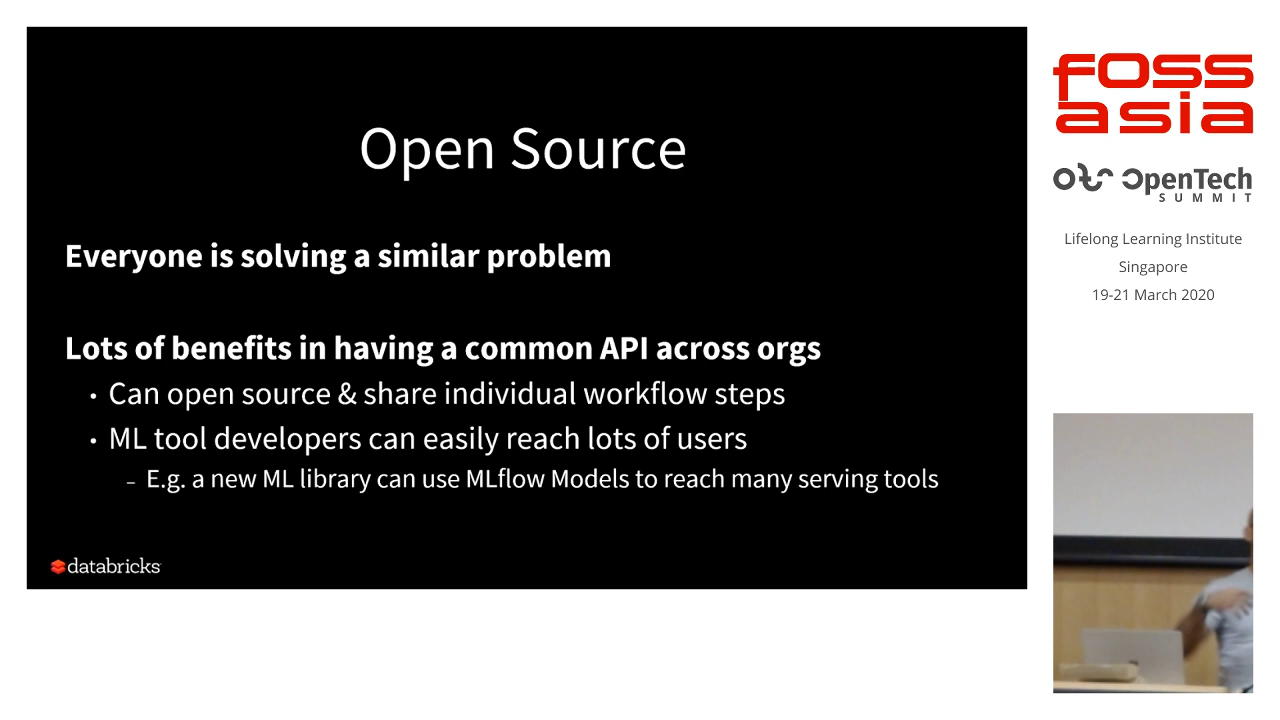 Open Source
Everyone is solving a similar problem
Lots of benefits in having a common API across orgs
• Can open source & share individual workflow steps
• ML tool developers can easily reach lots of users
– E.g. a new ML library can use MLflow Models to reach many serving tools
databricks
foss
asia
OpenTech
SUMMIT
Lifelong Learning Institute
Singapore
19-21 March 2020